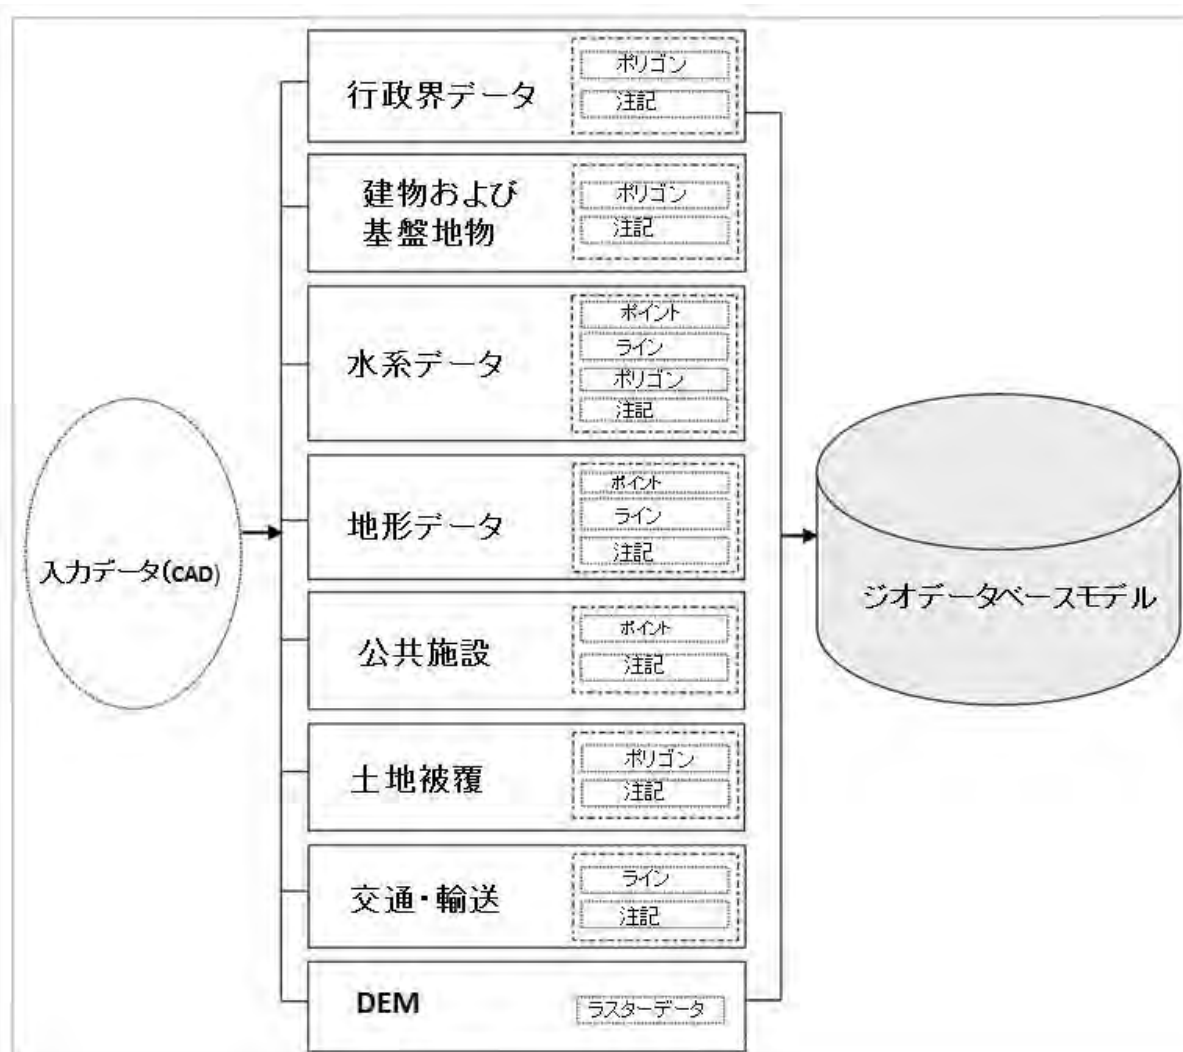 入力データ(CAD)
行政界データ
ポリゴン
注記
建物および
基盤地物
ポリゴン
注記
水系データ
ポイント
ライン
ポリゴン
注記
地形データ
ポイント
ライン
注記
公共施設
ポイント
注記
土地被覆
ポリゴン
注記
交通・輸送
ライン
注記
DEM
ラスターデータ
ジオデータベースモデル